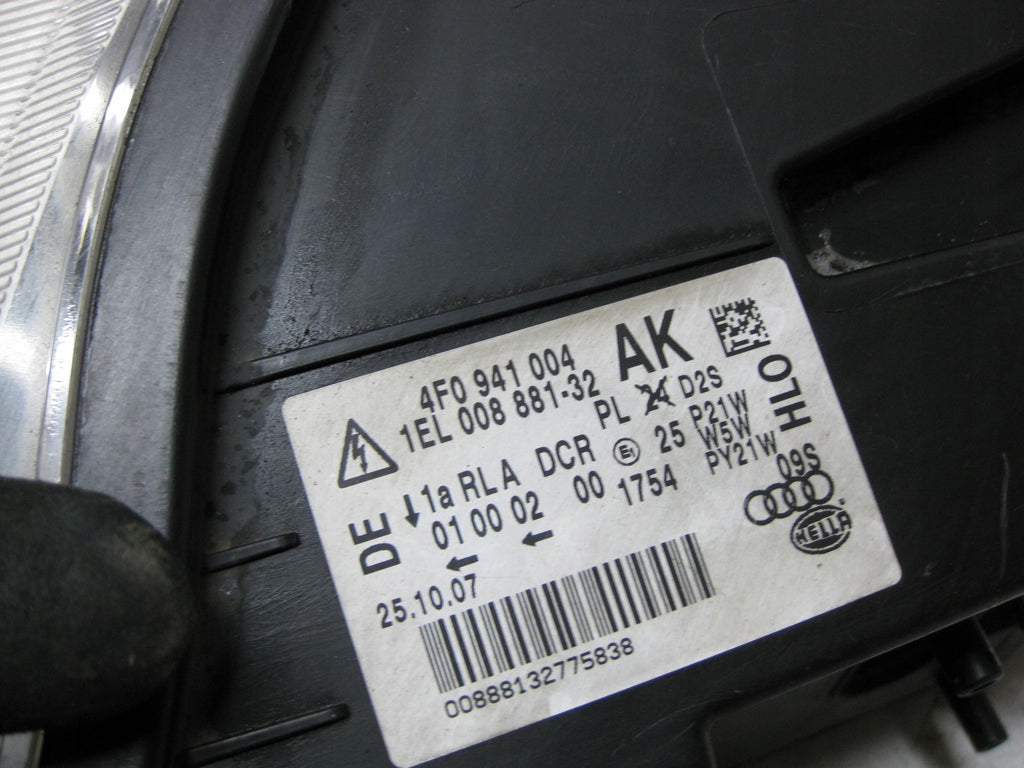 4F0 941 004 AK
1EL 008 881-32
PL 24 D2S
1a RL A DCR E1 25 P21W
W5W
01 00 02 00 1754 PY21W
DE
HLO
09S
HELLA
25.10.07
00888132775838